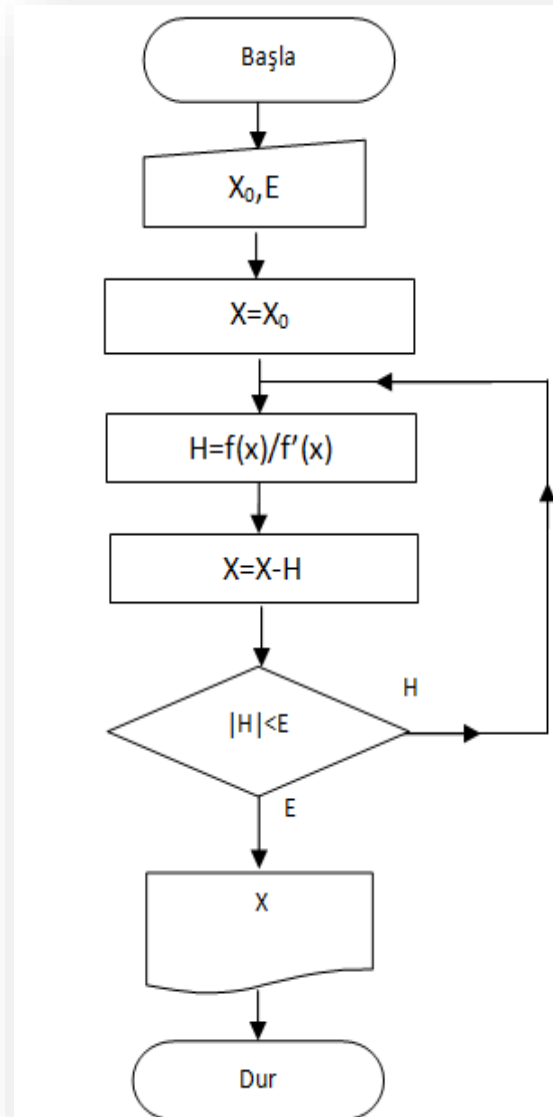 Başla
X₀,E
X=X₀
H=f(x)/f’(x)
X=X-H
|H|<E
H
E
X
Dur